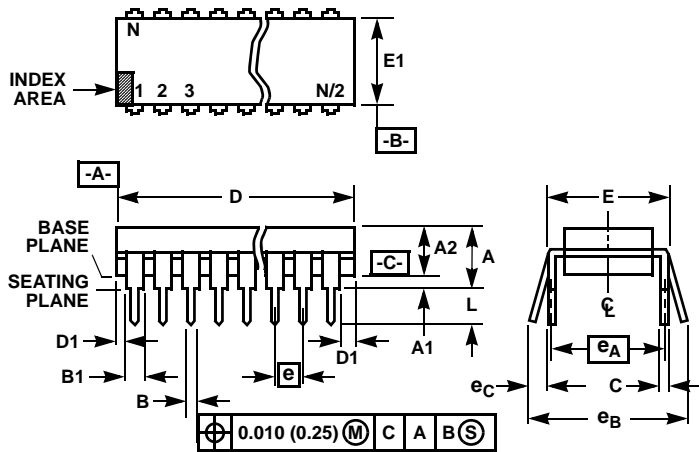 N
E1
INDEX
AREA
1 2 3 N/2
-B-
-A-
D
E
BASE
PLANE
A2
A
-C-
SEATING
PLANE
L
C
L
D1
A1
D1
eA
B1
e
eC
C
B
eB
0.010 (0.25) M C A B S